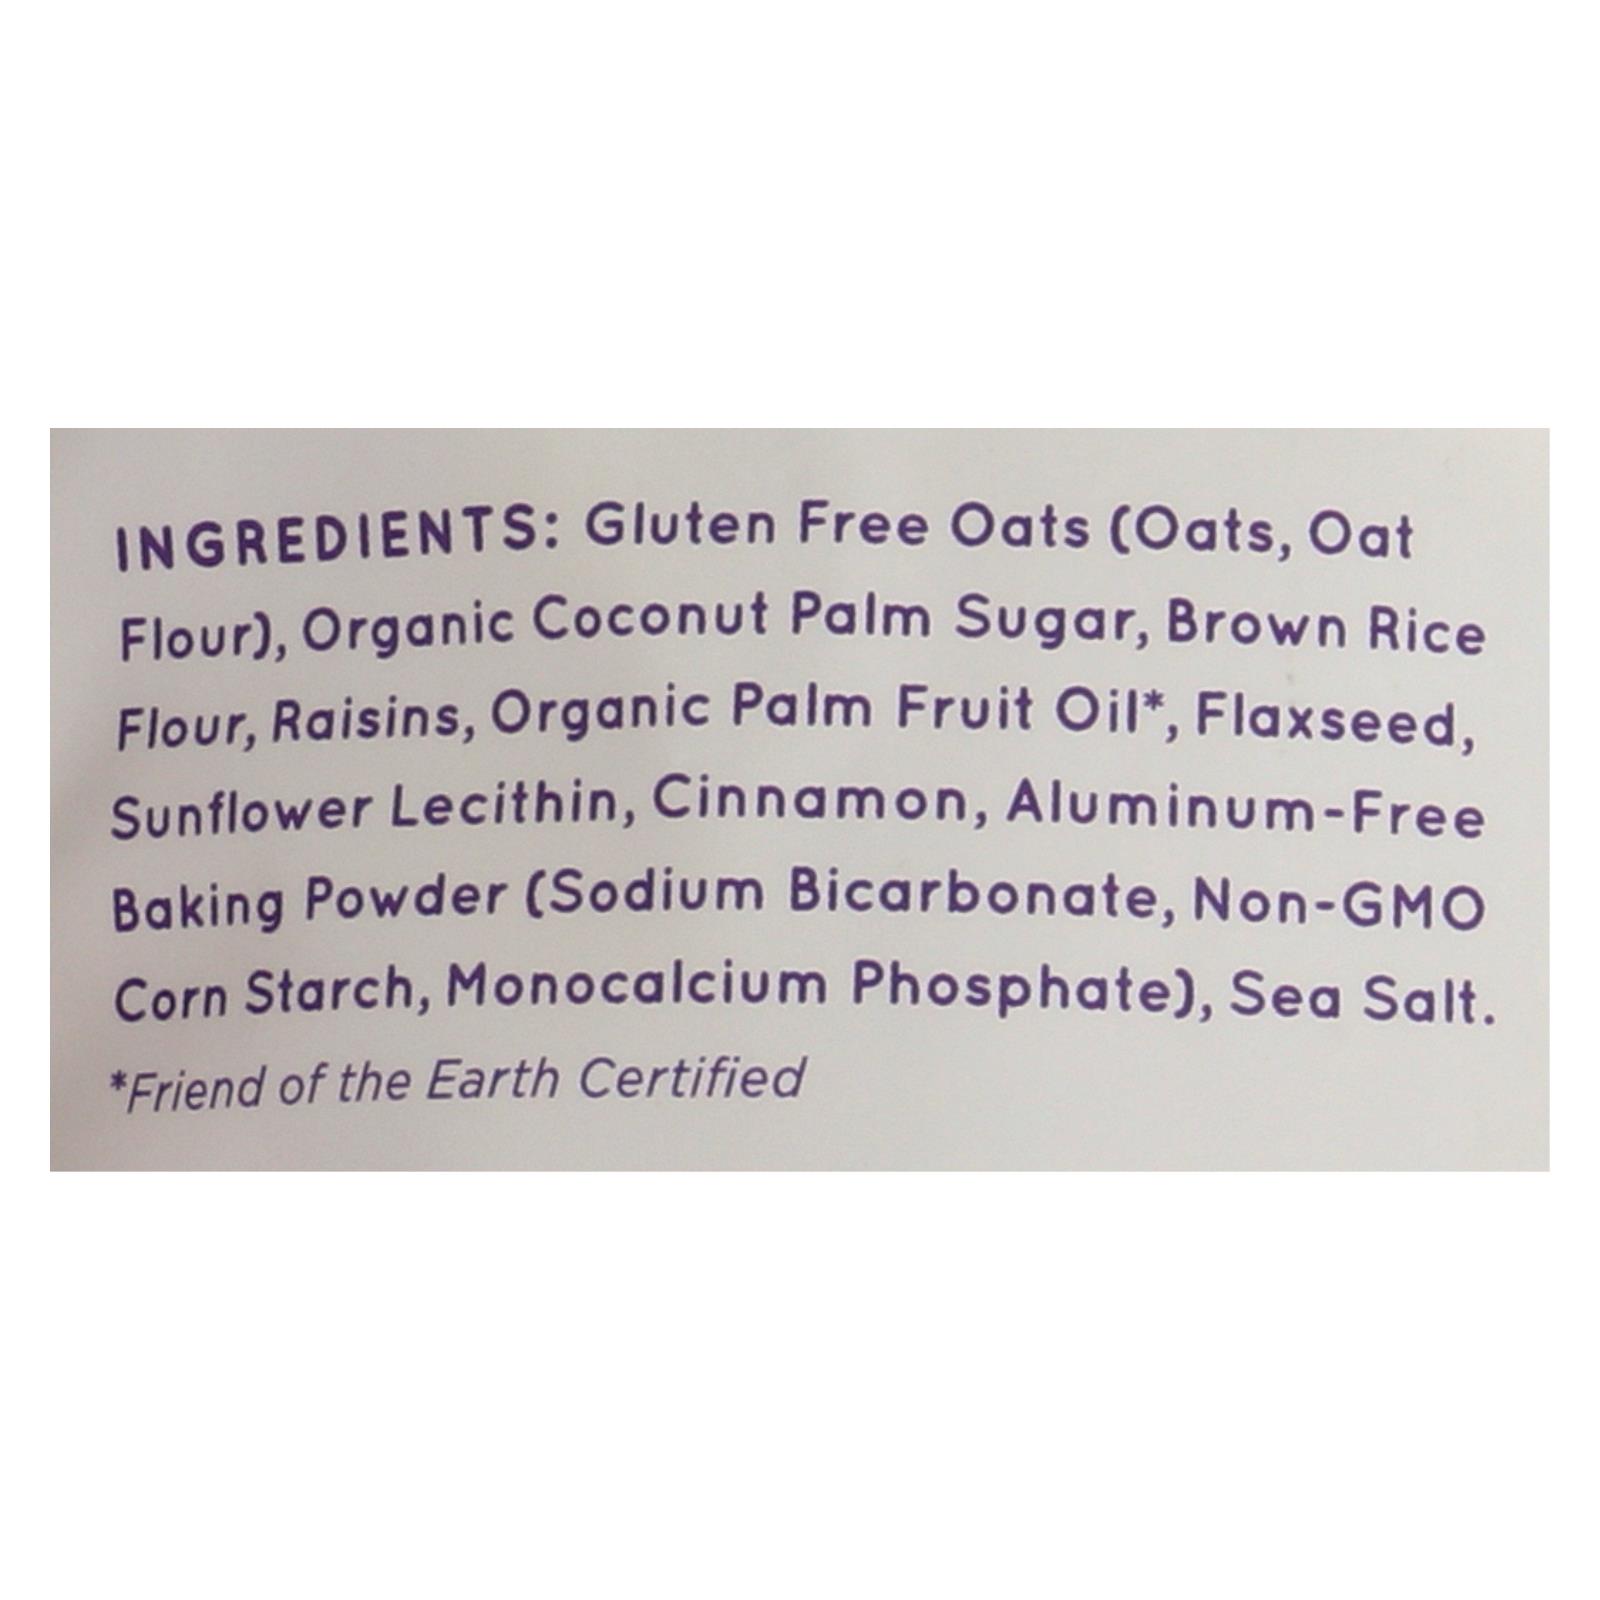 INGREDIENTS: Gluten Free Oats (Oats, Oat
Flour), Organic Coconut Palm Sugar, Brown Rice
Flour, Raisins, Organic Palm Fruit Oil*, Flaxseed,
Sunflower Lecithin, Cinnamon, Aluminum-Free
Baking Powder (Sodium Bicarbonate, Non-GMO
Corn Starch, Monocalcium Phosphate), Sea Salt.
*Friend of the Earth Certified